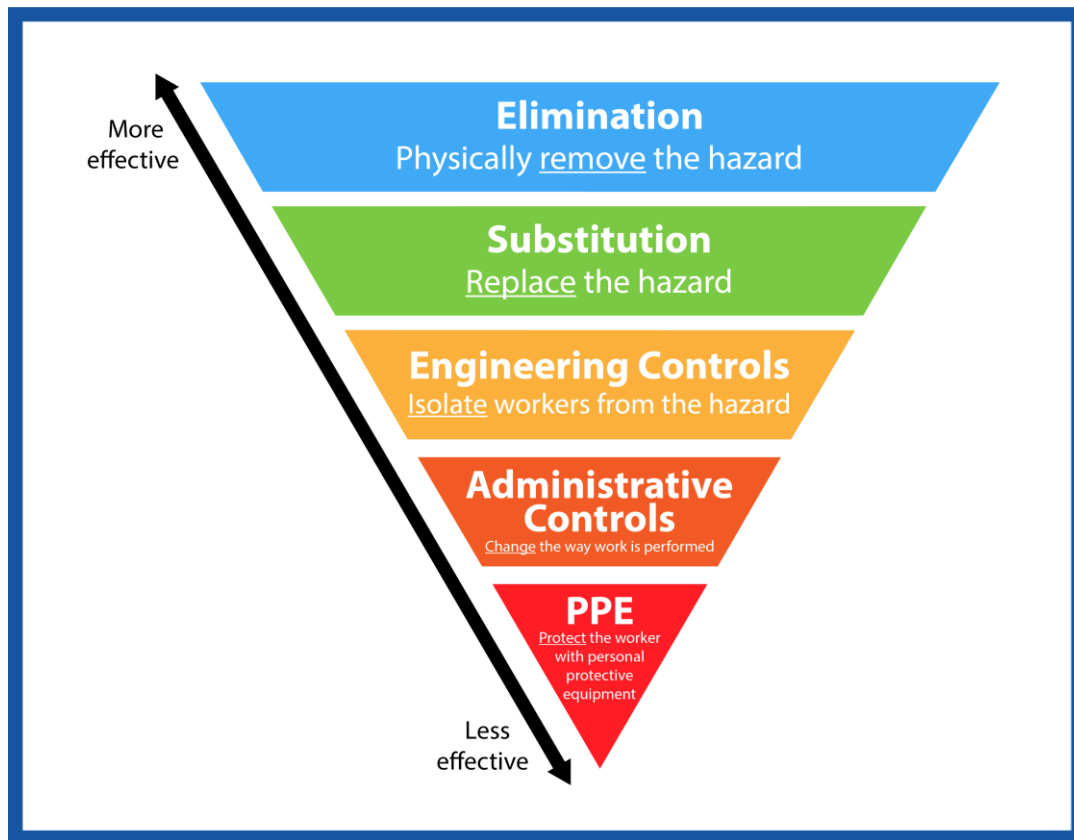 More
effective
Elimination
Physically remove the hazard
Substitution
Replace the hazard
Engineering Controls
Isolate workers from the hazard
Administrative
Controls
Change the way work is performed
PPE
Protect the worker
with personal
protective
equipment
Less
effective